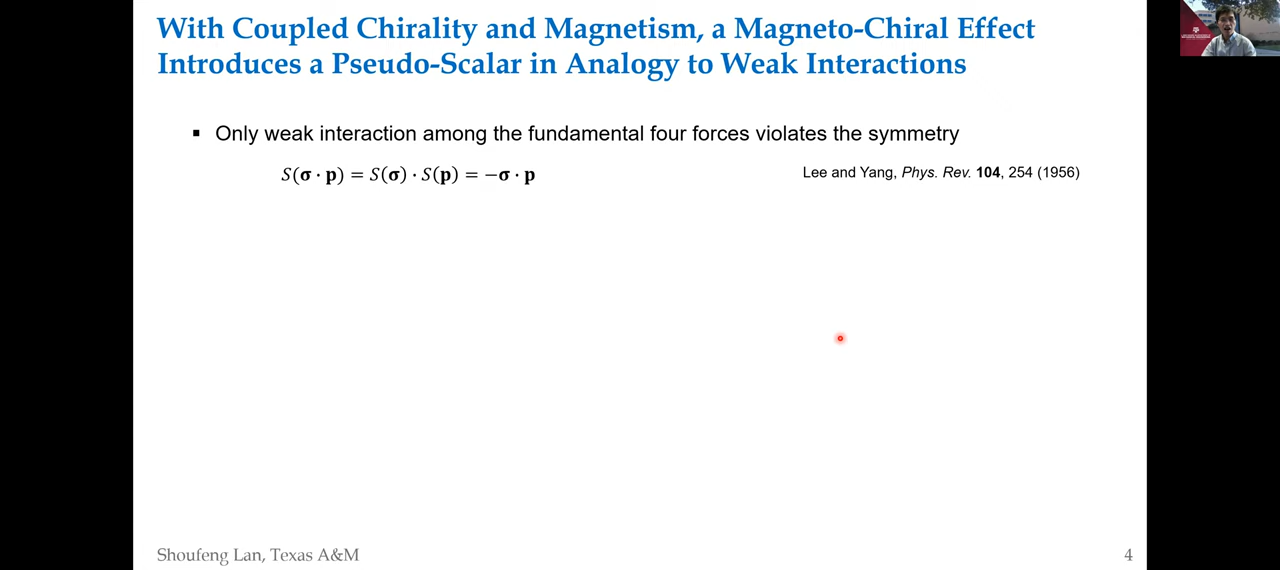 With Coupled Chirality and Magnetism, a Magneto-Chiral Effect
Introduces a Pseudo-Scalar in Analogy to Weak Interactions
▪ Only weak interaction among the fundamental four forces violates the symmetry
S(σ · p) = S(σ) · S(p) = −σ · p
Lee and Yang, Phys. Rev. 104, 254 (1956)
Shoufeng Lan, Texas A&M
4